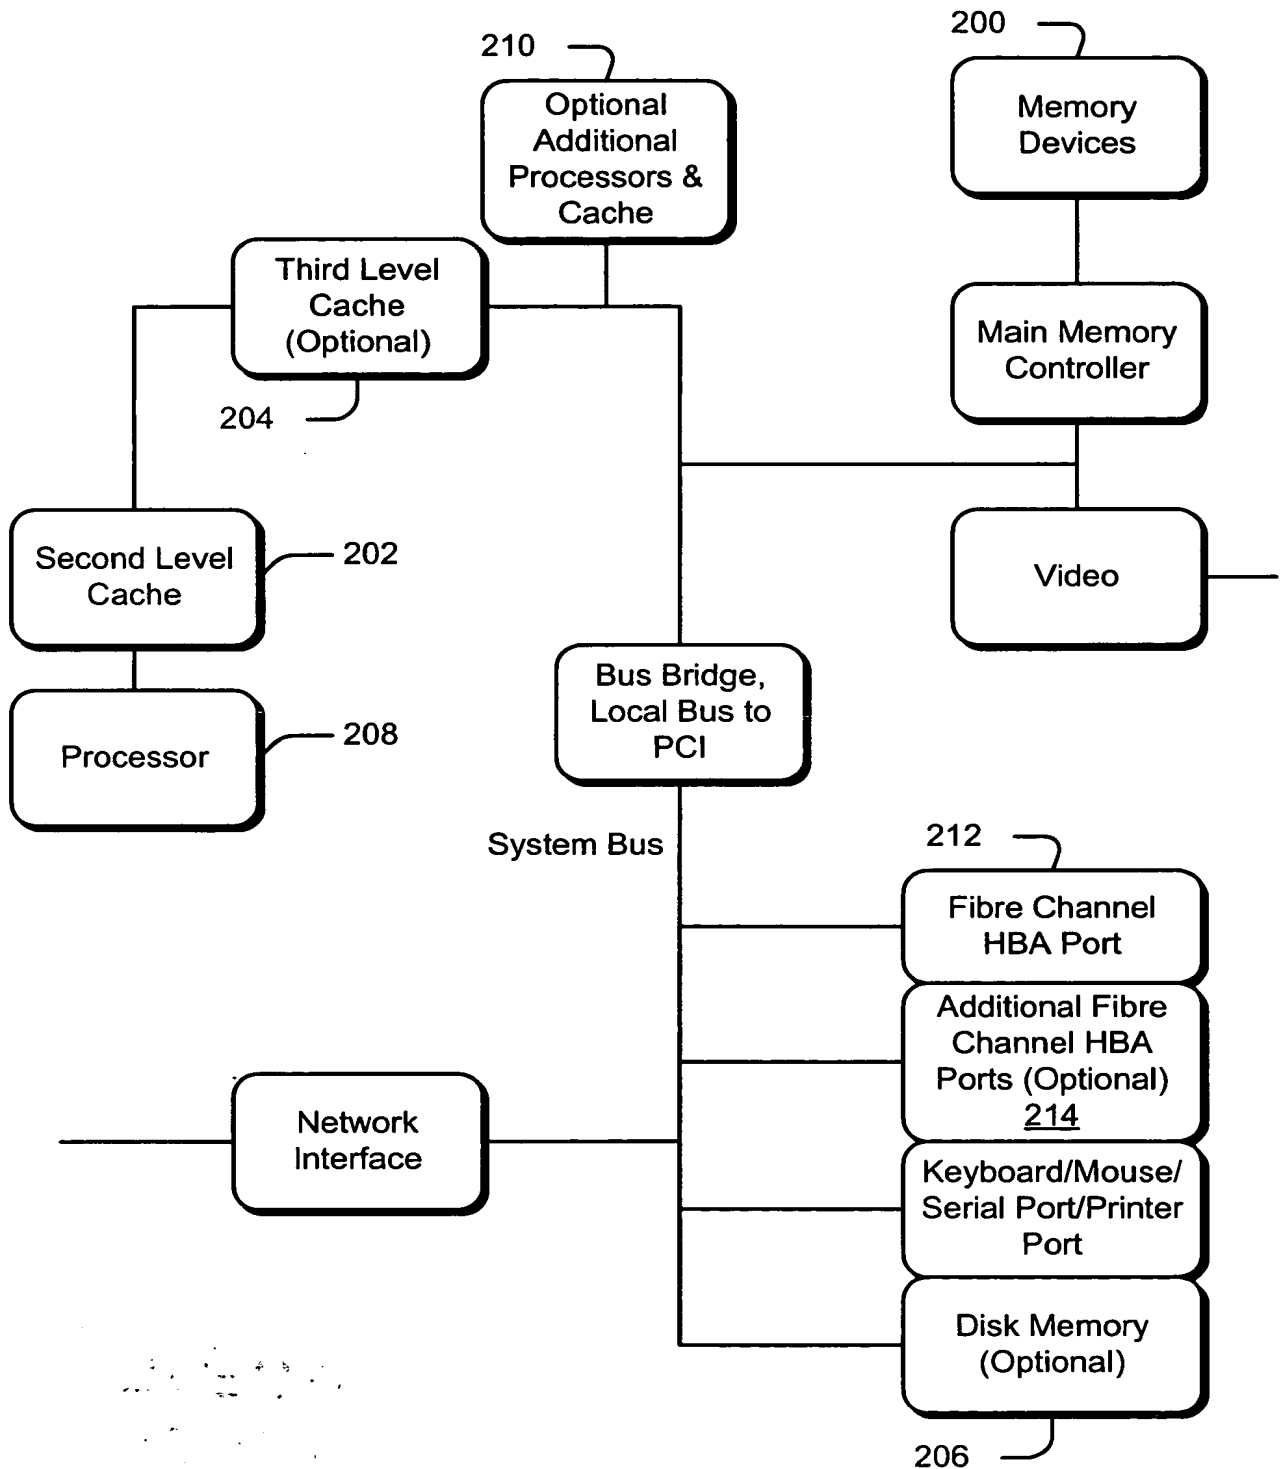 210
Optional
Additional
Processors &
Cache
200
Memory
Devices
Third Level
Cache
(Optional)
204
Main Memory
Controller
Second Level
Cache
202
Video
Processor
208
Bus Bridge,
Local Bus to
PCI
System Bus
212
Fibre Channel
HBA Port
Additional Fibre
Channel HBA
Ports (Optional)
214
Network
Interface
Keyboard/Mouse/
Serial Port/Printer
Port
Disk Memory
(Optional)
206